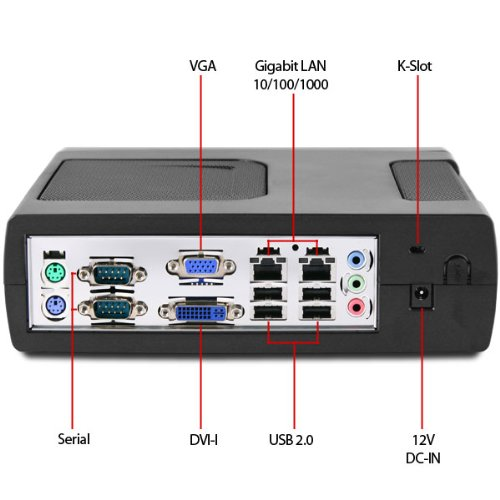 VGA
Gigabit LAN
10/100/1000
K-Slot
Serial
DVI-I
USB 2.0
12V
DC-IN